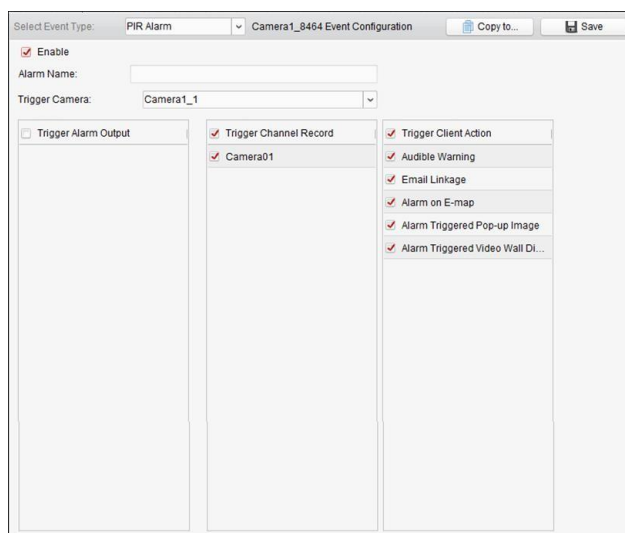 Select Event Type: PIR Alarm Camera1_8464 Event Configuration Copy to... Save
Enable
Alarm Name:
Trigger Camera: Camera1_1
Trigger Alarm Output Trigger Channel Record Trigger Client Action
Camera01 Audible Warning
Email Linkage
Alarm on E-map
Alarm Triggered Pop-up Image
Alarm Triggered Video Wall Di...